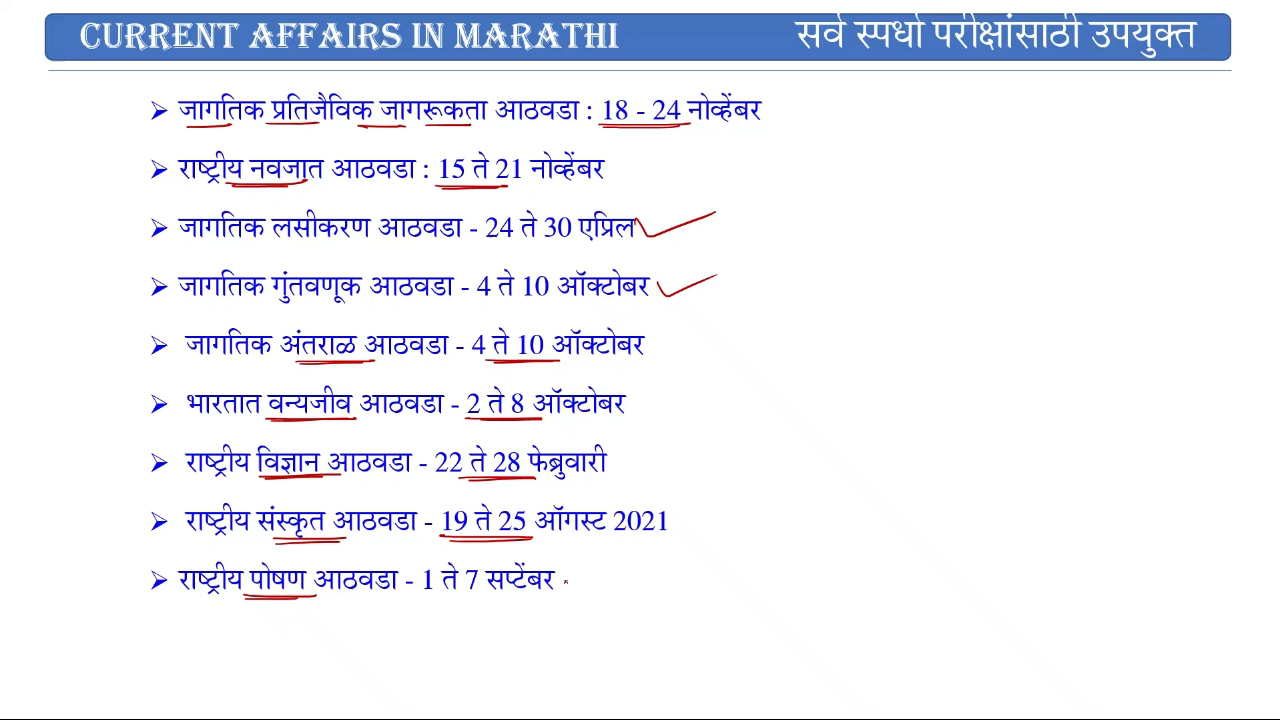 CURRENT AFFAIRS IN MARATHI सर्व स्पर्धा परीक्षांसाठी उपयुक्त
➢ जागतिक प्रतिजैविक जागरूकता आठवडा : 18 - 24 नोव्हेंबर
➢ राष्ट्रीय नवजात आठवडा : 15 ते 21 नोव्हेंबर
➢ जागतिक लसीकरण आठवडा - 24 ते 30 एप्रिल
➢ जागतिक गुंतवणूक आठवडा - 4 ते 10 ऑक्टोबर
➢ जागतिक अंतराळ आठवडा - 4 ते 10 ऑक्टोबर
➢ भारतात वन्यजीव आठवडा - 2 ते 8 ऑक्टोबर
➢ राष्ट्रीय विज्ञान आठवडा - 22 ते 28 फेब्रुवारी
➢ राष्ट्रीय संस्कृत आठवडा - 19 ते 25 ऑगस्ट 2021
➢ राष्ट्रीय पोषण आठवडा - 1 ते 7 सप्टेंबर